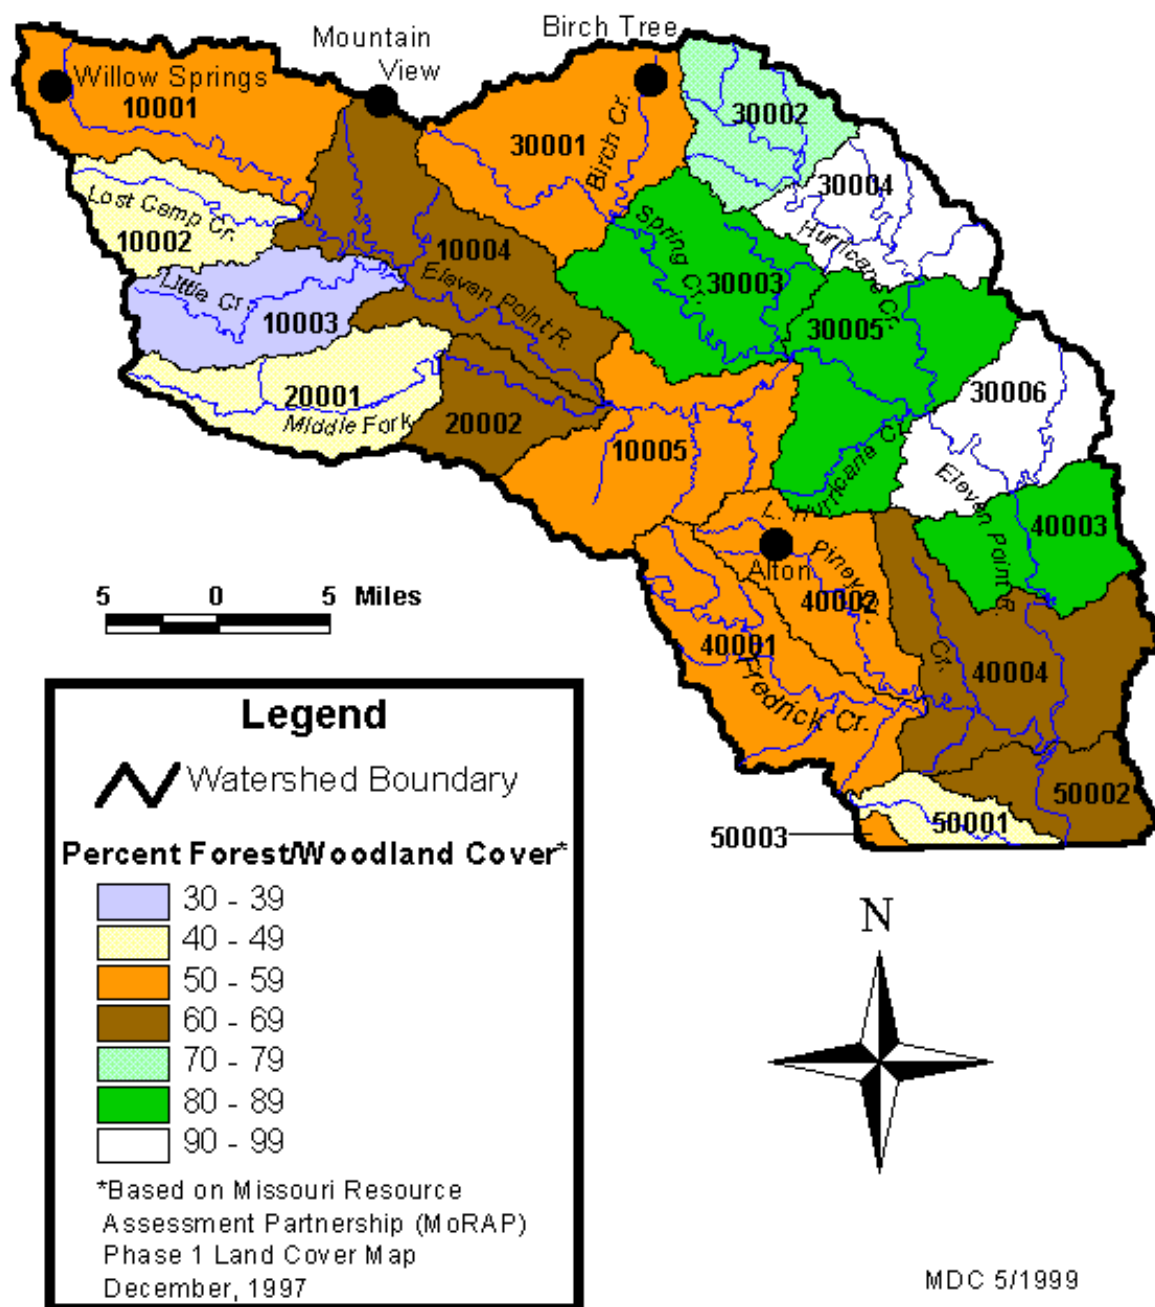 Birch Tree
Mountain
View
Willow Springs
10001
30002
30001
Birch Cr.
30004
Lost Camp Cr.
10002
Spring Cr.
Hurricane Cr.
10004
Eleven Point R.
30003
Little Cr.
10003
30005
30006
20001
Middle Fork
20002
10005
Eleven Point R.
L. Hurricane Cr.
40003
Alton
Piney Cr.
40002
5 0 5 Miles
40001
Fredrick Cr.
40004
50002
50001
50003
Legend
Watershed Boundary
Percent Forest/Woodland Cover*
30 - 39
40 - 49
50 - 59
60 - 69
70 - 79
80 - 89
90 - 99
*Based on Missouri Resource
Assessment Partnership (MoRAP)
Phase 1 Land Cover Map
December, 1997
N
MDC 5/1999